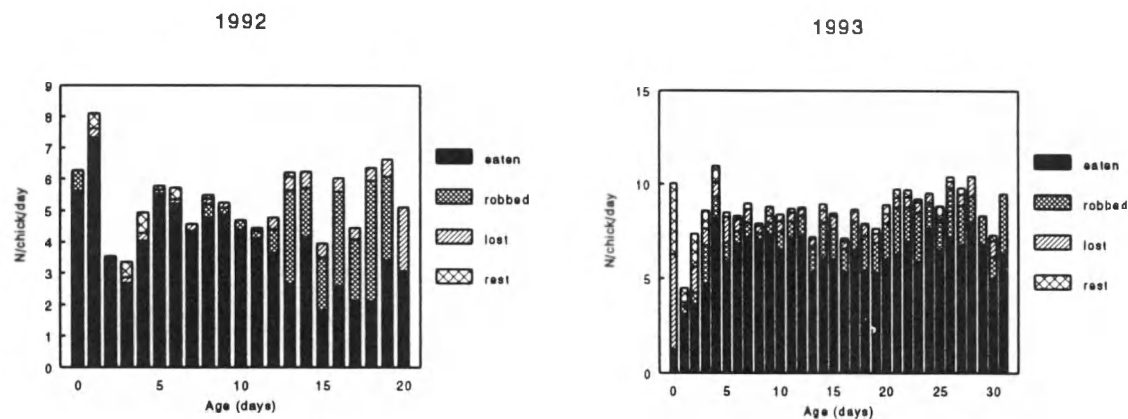 1992
9
8
7
6
5
4
3
2
1
0
N/chick/day
0 5 10 15 20
Age (days)
eaten
robbed
lost
rest
1993
15
10
5
0
N/chick/day
0 5 10 15 20 25 30
Age (days)
eaten
robbed
lost
rest